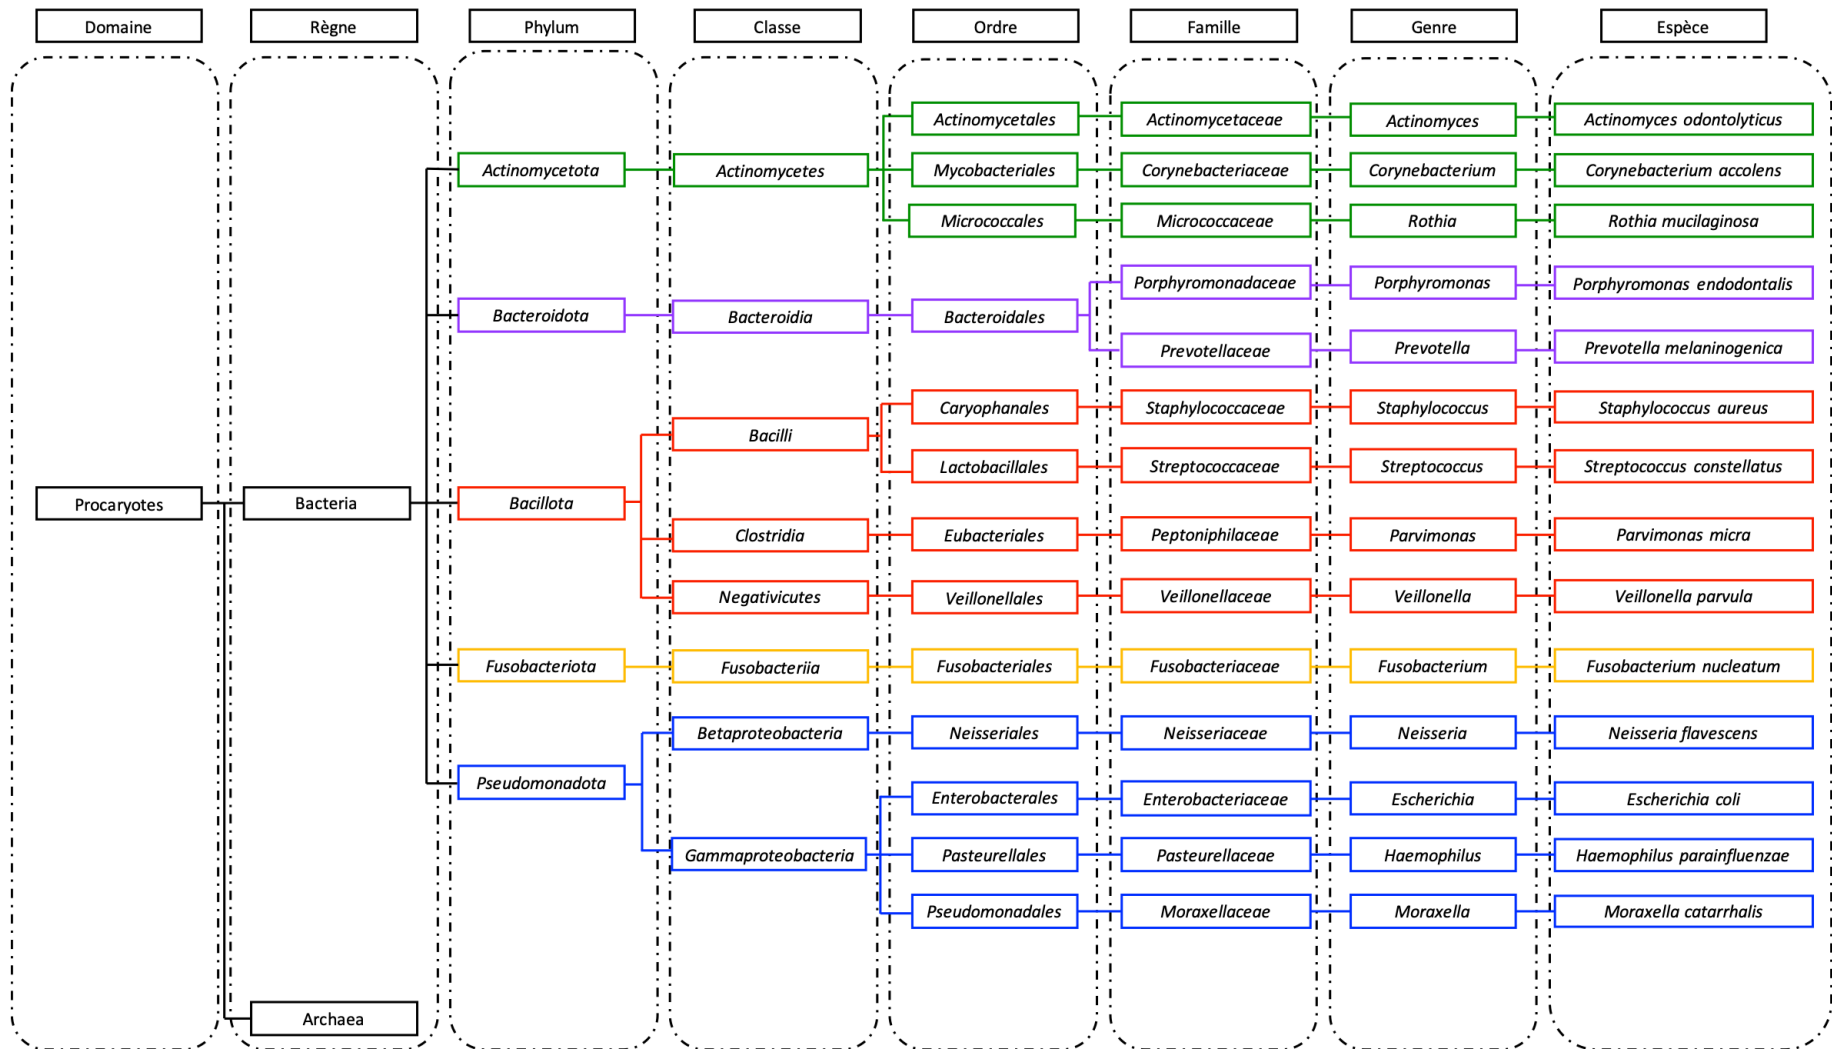 Domaine
Règne
Phylum
Classe
Ordre
Famille
Genre
Espèce
Actinomycetales
Actinomycetaceae
Actinomyces
Actinomyces odontolyticus
Actinomycetota
Actinomycetes
Mycobacteriales
Corynebacteriaceae
Corynebacterium
Corynebacterium accolens
Micrococcales
Micrococcaceae
Rothia
Rothia mucilaginosa
Porphyromonadaceae
Porphyromonas
Porphyromonas endodontalis
Bacteroidota
Bacteroidia
Bacteroidales
Prevotellaceae
Prevotella
Prevotella melaninogenica
Caryophanales
Staphylococcaceae
Staphylococcus
Staphylococcus aureus
Bacilli
Lactobacillales
Streptococcaceae
Streptococcus
Streptococcus constellatus
Procaryotes
Bacteria
Bacillota
Clostridia
Eubacteriales
Peptoniphilaceae
Parvimonas
Parvimonas micra
Negativicutes
Veillonellales
Veillonellaceae
Veillonella
Veillonella parvula
Fusobacteriota
Fusobacteriia
Fusobacteriales
Fusobacteriaceae
Fusobacterium
Fusobacterium nucleatum
Betaproteobacteria
Neisseriales
Neisseriaceae
Neisseria
Neisseria flavescens
Pseudomonadota
Enterobacterales
Enterobacteriaceae
Escherichia
Escherichia coli
Gammaproteobacteria
Pasteurellales
Pasteurellaceae
Haemophilus
Haemophilus parainfluenzae
Pseudomonadales
Moraxellaceae
Moraxella
Moraxella catarrhalis
Archaea